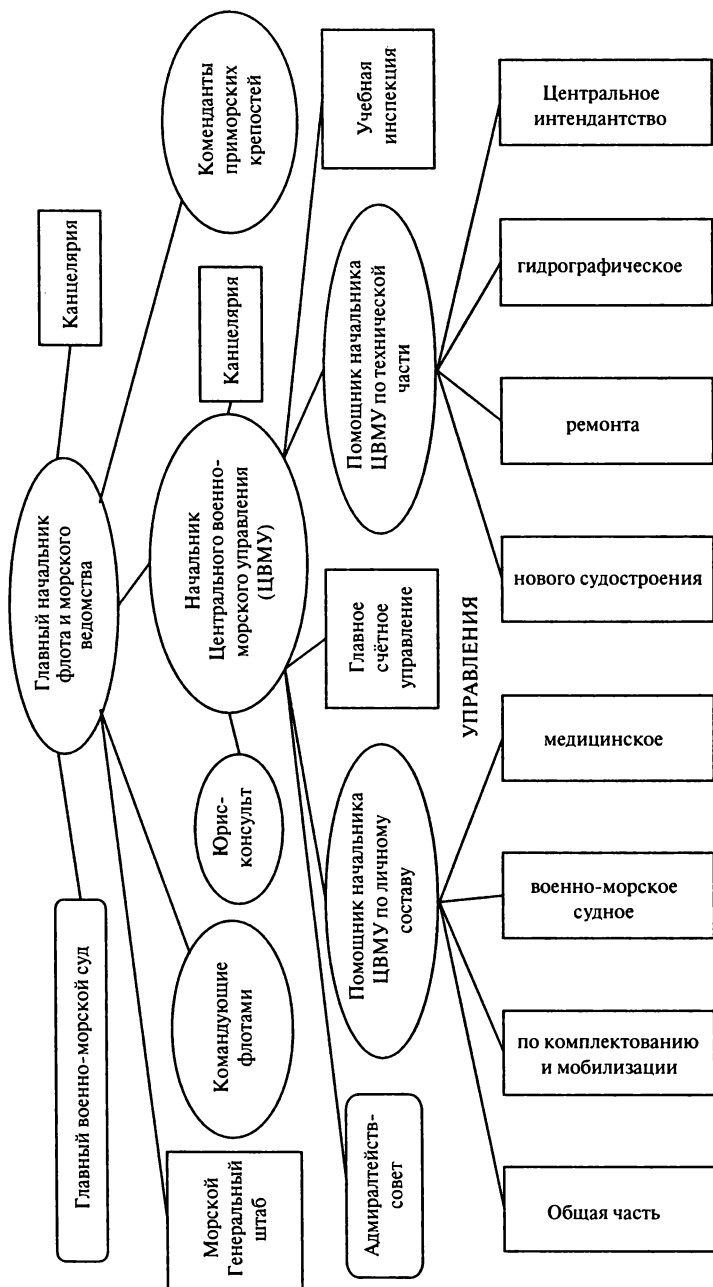 Главный начальник
флота и морского
ведомства
Канцелярия
Главный военно-морской суд
Морской
Генеральный
штаб
Командующие
флотами
Юрис-
консульт
Начальник
Центрального военно-
морского управления
(ЦВМУ)
Канцелярия
Коменданты
приморских
крепостей
Адмиралтейств-
совет
Помощник начальника
ЦВМУ по личному
составу
Главное
счётное
управление
Помощник начальника
ЦВМУ по технической
части
Учебная
инспекция
УПРАВЛЕНИЯ
Общая часть
по комплектованию
и мобилизации
военно-морское
судное
медицинское
нового судостроения
ремонта
гидрографическое
Центральное
интендантство